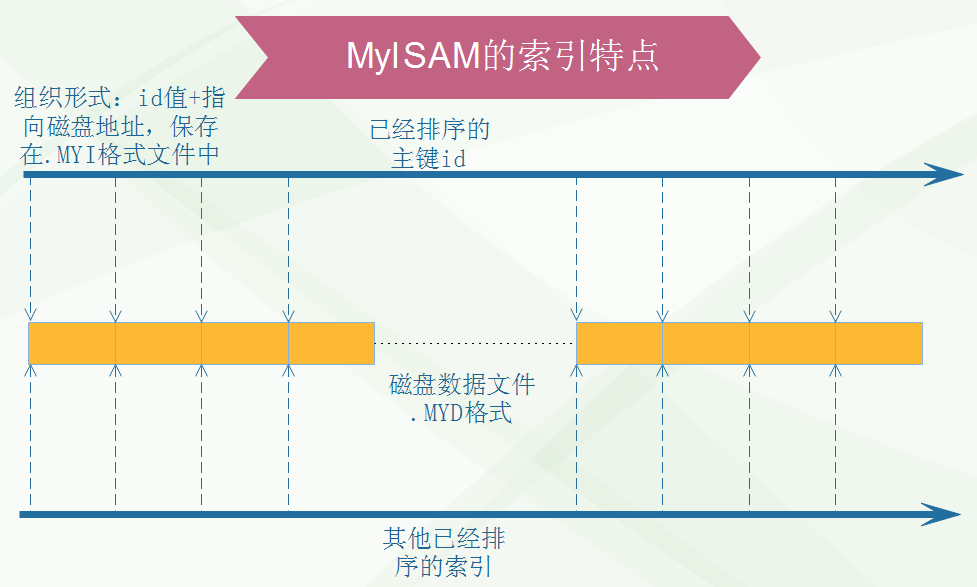 MyISAM的索引特点
组织形式：id值+指
向磁盘地址，保存
在.MYI格式文件中
已经排序的
主键id
磁盘数据文件
.MYD格式
其他已经排
序的索引